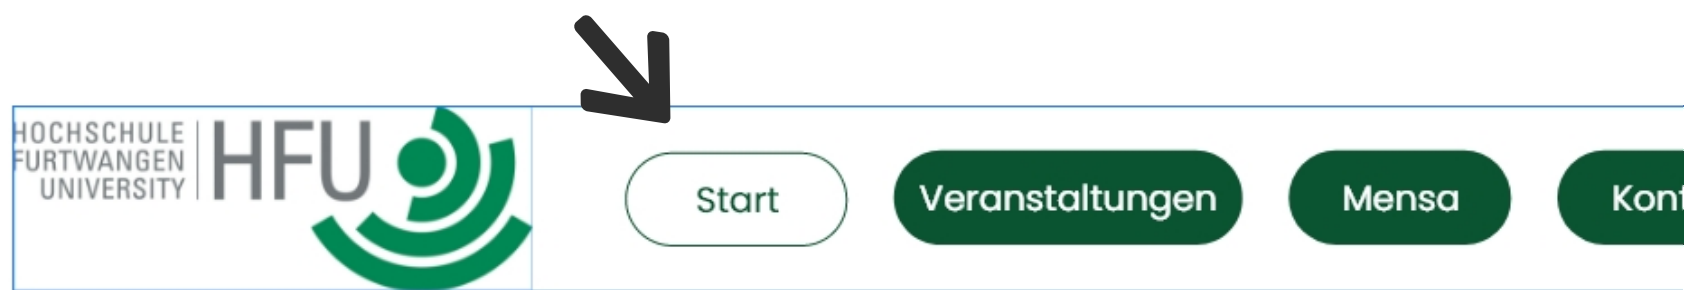 HOCHSCHULE
FURTWANGEN
UNIVERSITY
HFU
Start
Veranstaltungen
Mensa